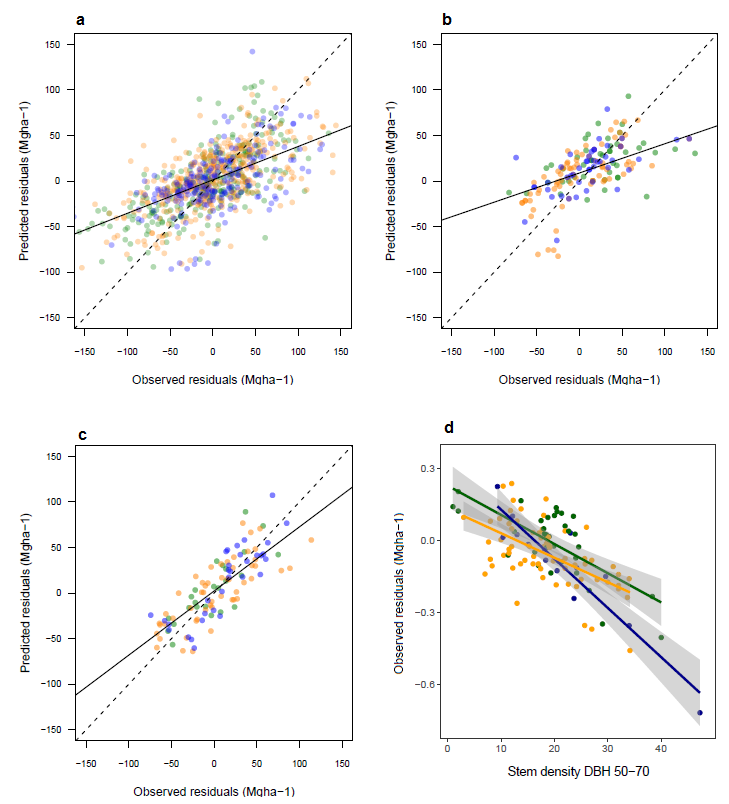 a
Predicted residuals (Mgha−1)
150
100
50
0
−50
−100
−150
−150 −100 −50 0 50 100 150
Observed residuals (Mgha−1)
b
Predicted residuals (Mgha−1)
150
100
50
0
−50
−100
−150
−150 −100 −50 0 50 100 150
Observed residuals (Mgha−1)
c
Predicted residuals (Mgha−1)
150
100
50
0
−50
−100
−150
−150 −100 −50 0 50 100 150
Observed residuals (Mgha−1)
d
Observed residuals (Mgha−1)
0.3
0.0
−0.3
−0.6
0 10 20 30 40
Stem density DBH 50−70